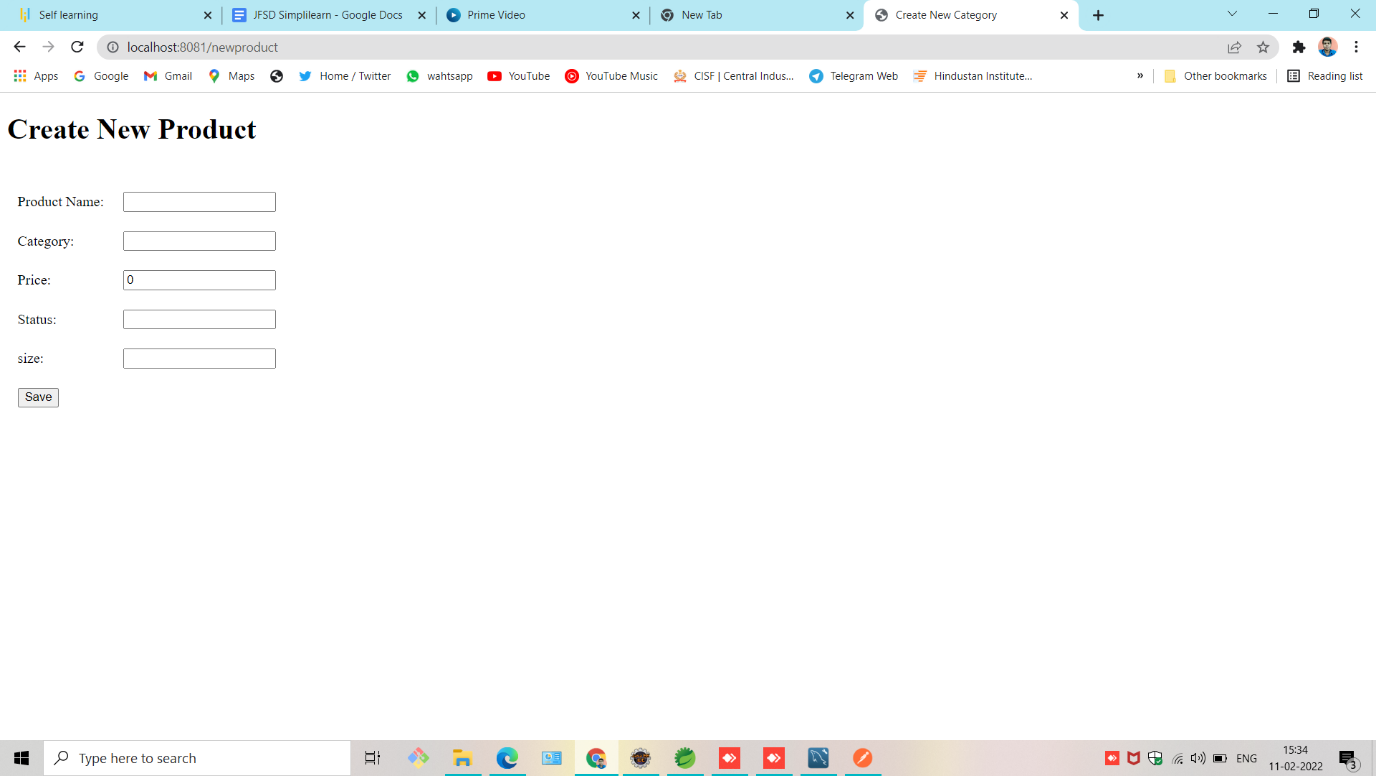 Self learning
JFSD Simplilearn - Google Docs
Prime Video
New Tab
Create New Category
localhost:8081/newproduct
Apps
Google
Gmail
Maps
Home / Twitter
wahtsapp
YouTube
YouTube Music
CISF | Central Indus...
Telegram Web
Hindustan Institute...
»
Other bookmarks
Reading list
Create New Product
Product Name:
Category:
Price:
0
Status:
size:
Save
Type here to search
ENG
15:34
11-02-2022
3